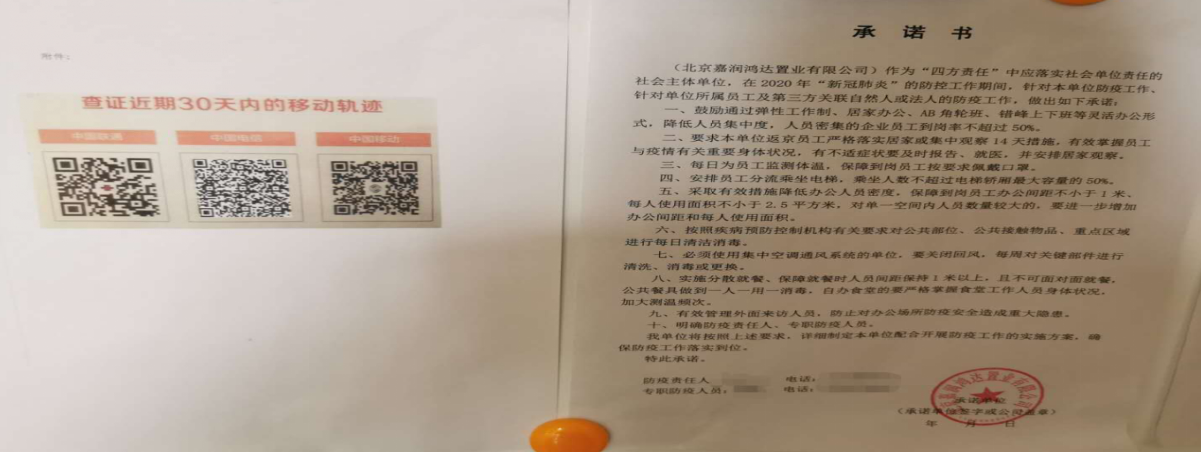 附件：
查证近期30天内的移动轨迹
中国联通
中国电信
中国移动
承诺书
（北京嘉润鸿达置业有限公司）作为“四方责任”中应落实社会单位责任的
社会主体单位，在2020年“新冠肺炎”的防控工作期间，针对本单位防疫工作、
针对单位所属员工及第三方关联自然人或法人的防疫工作，做出如下承诺：
一、鼓励通过弹性工作制、居家办公、AB角轮班、错峰上下班等灵活办公形
式，降低人员集中度，人员密集的企业员工到岗率不超过50%。
二、要求本单位返京员工严格落实居家或集中观察14天措施，有效掌握员工
与疫情有关重要身体状况，有不适症状要及时报告、就医，并安排居家观察。
三、每日为员工监测体温，保障到岗员工按要求佩戴口罩。
四、安排员工分流乘坐电梯，乘坐人数不超过电梯轿厢最大容量的50%。
五、采取有效措施降低办公人员密度，保障到岗员工办公间距不小于1米、
每人使用面积不小于2.5平方米，对单一空间内人员数量较大的，要进一步增加
办公间距和每人使用面积。
六、按照疾病预防控制机构有关要求对公共部位、公共接触物品、重点区域
进行每日清洁消毒。
七、必须使用集中空调通风系统的单位，要关闭回风，每周对关键部件进行
清洗、消毒或更换。
八、实施分散就餐、保障就餐时人员间距保持1米以上，且不可面对面就餐，
公共餐具做到一人一用一消毒，自办食堂的要严格掌握食堂工作人员身体状况，
加大测温频次。
九、有效管理外面来访人员，防止对办公场所防疫安全造成重大隐患。
十、明确防疫责任人、专职防疫人员。
我单位将按照上述要求，详细制定本单位配合开展防疫工作的实施方案，确
保防疫工作落实到位。
特此承诺。
防疫责任人 电话：
专职防疫人员： 电话：
嘉润鸿达置业有限公司
承诺单位
（承诺单位签字或公司盖章）
年 月 日